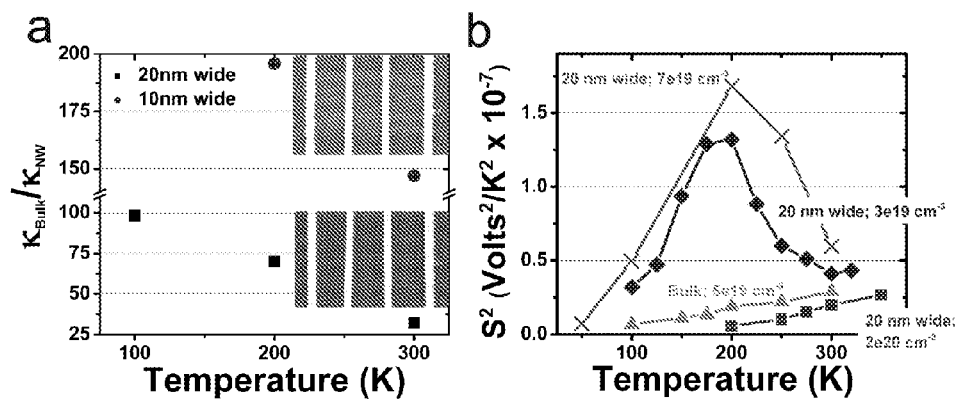 a
200
175
150
100
75
50
25
20nm wide
10nm wide
κBulk/κNW
100 200 300
Temperature (K)
b
1.5
1.0
0.5
0.0
S² (Volts²/K² x 10⁻⁷)
20 nm wide; 7e19 cm⁻³
20 nm wide; 3e19 cm⁻³
Bulk; 5e19 cm⁻³
20 nm wide;
2e20 cm⁻³
100 200 300
Temperature (K)